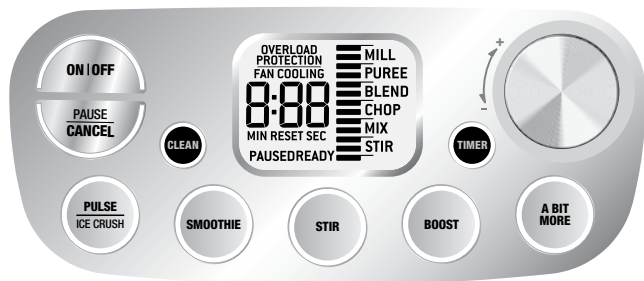 ON | OFF
PAUSE
CANCEL
CLEAN
OVERLOAD
PROTECTION
FAN COOLING
8:88
MIN RESET SEC
PAUSED READY
MILL
PUREE
BLEND
CHOP
MIX
STIR
+
-
TIMER
PULSE
ICE CRUSH
SMOOTHIE
STIR
BOOST
A BIT
MORE